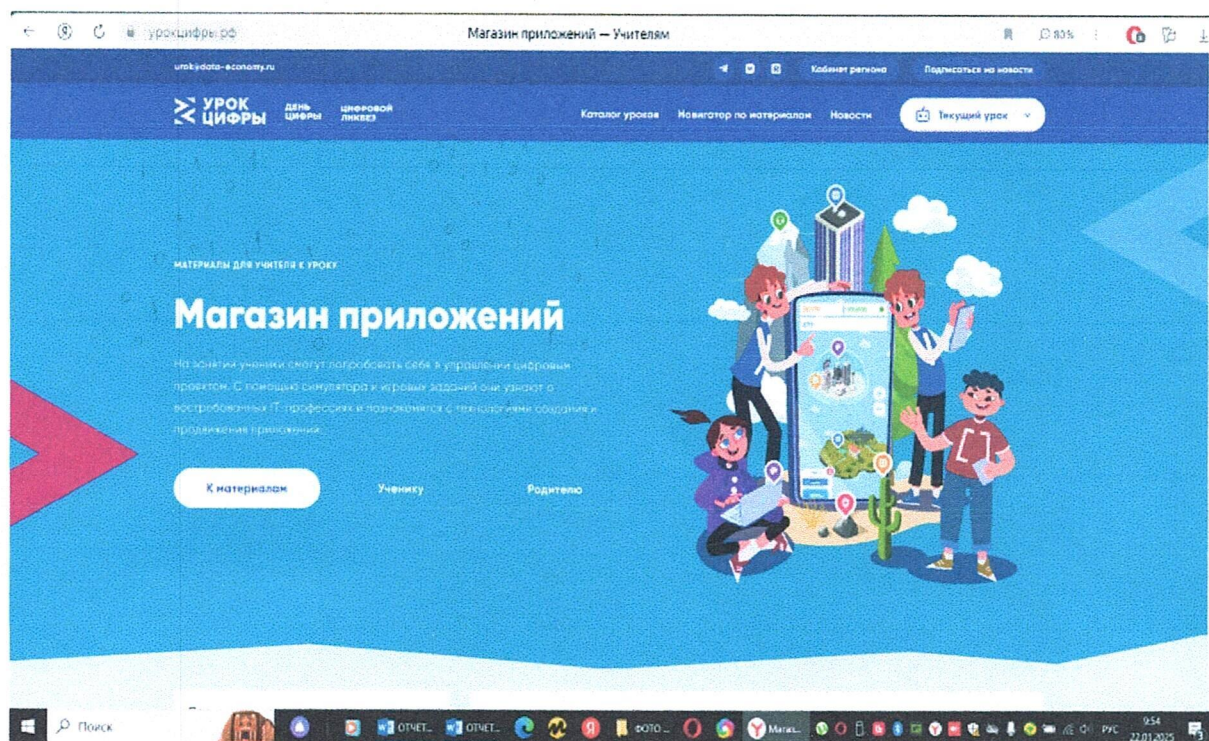 урокцифры.рф
Магазин приложений — Учителям
80%
urok@data-economy.ru
Кабинет региона
Подписаться на новости
УРОК
ЦИФРЫ
ДЕНЬ
ЦИФРЫ
ЦИФРОВОЙ
ЛИКБЕЗ
Каталог уроков
Навигатор по материалам
Новости
Текущий урок
МАТЕРИАЛЫ ДЛЯ УЧИТЕЛЯ К УРОКУ
Магазин приложений
На занятии ученики смогут попробовать себя в управлении цифровым
проектом. С помощью симулятора и игровых заданий они узнают о
востребованных IT профессиях и познакомятся с технологиями создания и
продвижения приложений.
К материалам
Ученику
Родителю
Поиск
ОТЧЕТ...
ОТЧЕТ...
ФОТО...
Магаз...
РУС
9:54
22.01.2025